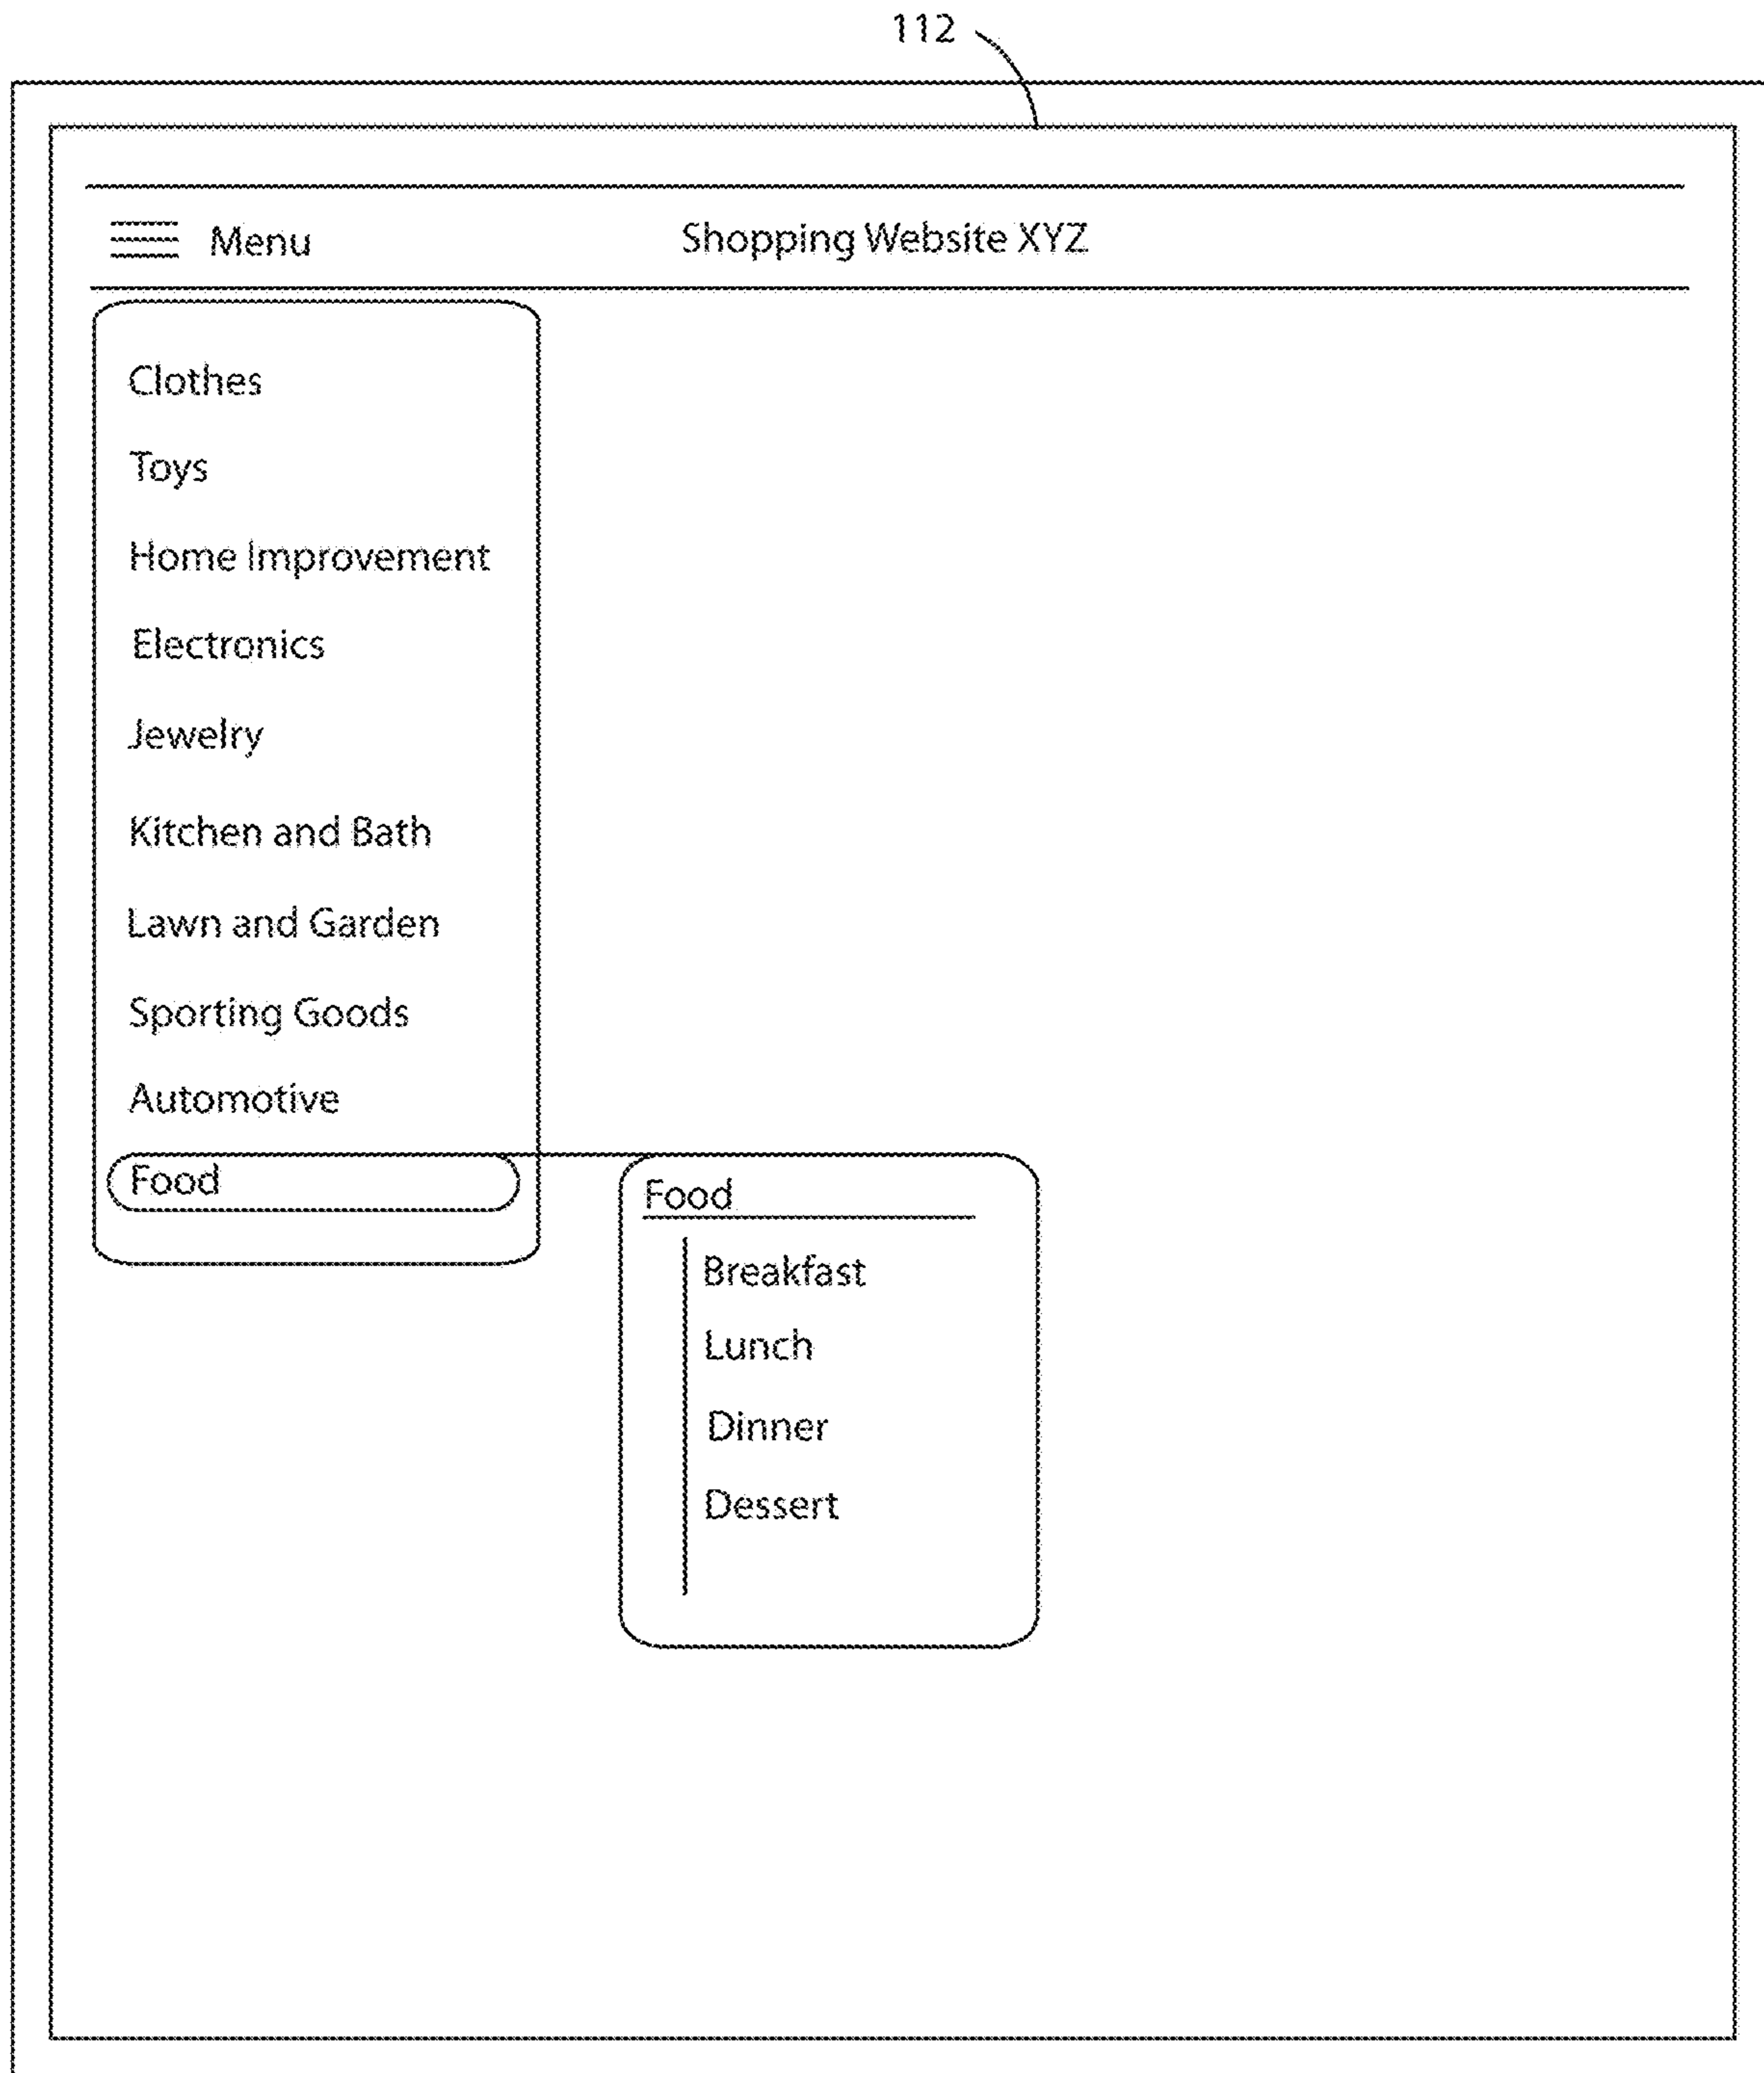 112
Menu
Shopping Website XYZ
Clothes
Toys
Home Improvement
Electronics
Jewelry
Kitchen and Bath
Lawn and Garden
Sporting Goods
Automotive
Food
Food
Breakfast
Lunch
Dinner
Dessert